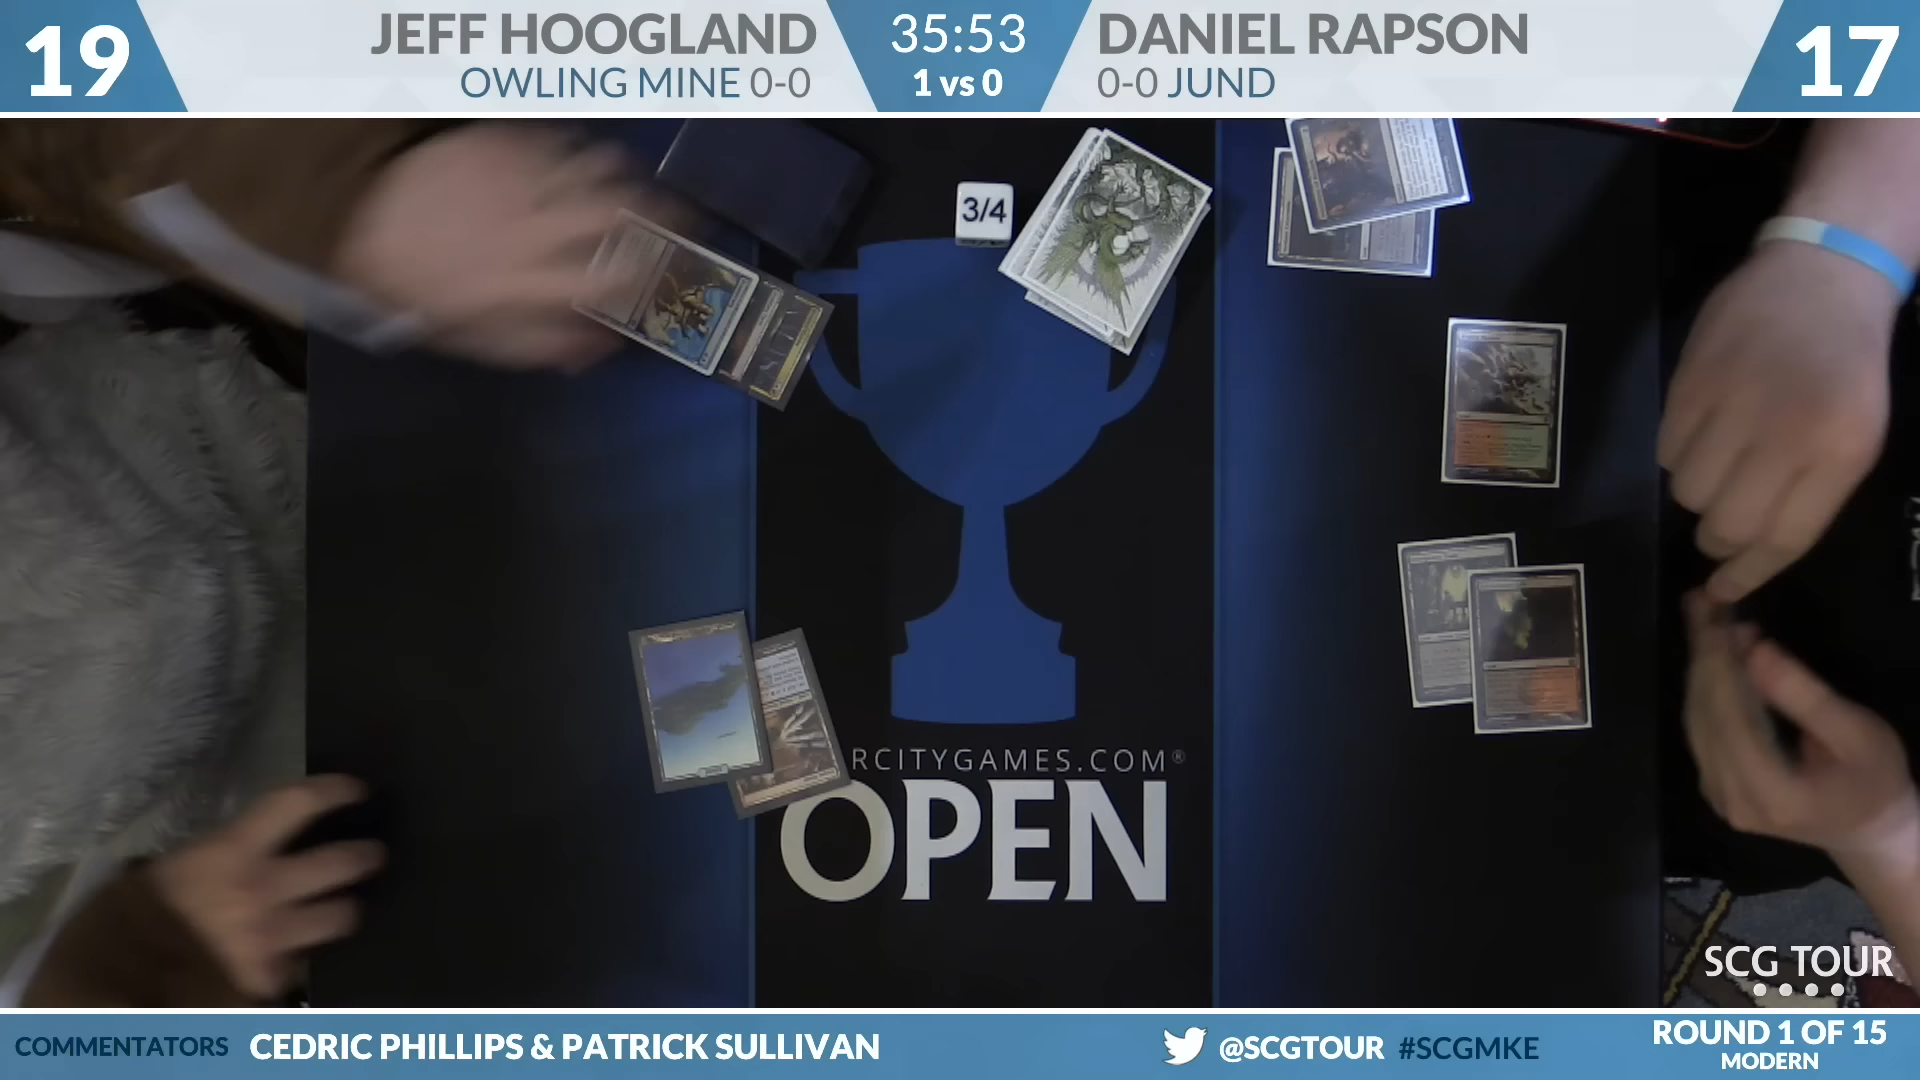 19
JEFF HOOGLAND
OWLING MINE 0-0
35:53
1 vs 0
DANIEL RAPSON
0-0 JUND
17
3/4
RCITYGAMES.COM®
OPEN
SCG TOUR
COMMENTATORS CEDRIC PHILLIPS & PATRICK SULLIVAN
@SCGTOUR #SCGMKE
ROUND 1 OF 15
MODERN